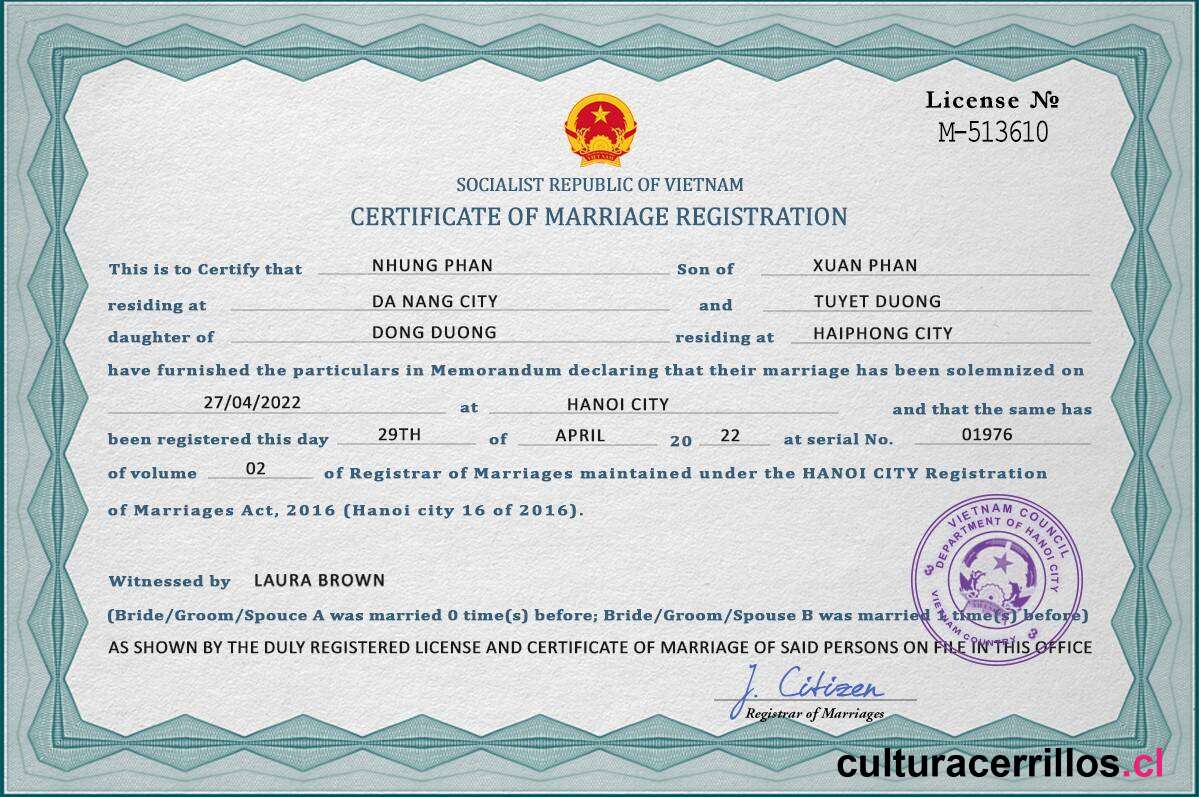 License №
M-513610
VIETNAM
SOCIALIST REPUBLIC OF VIETNAM
CERTIFICATE OF MARRIAGE REGISTRATION
This is to Certify that NHUNG PHAN Son of XUAN PHAN
residing at DA NANG CITY and TUYET DUONG
daughter of DONG DUONG residing at HAIPHONG CITY
have furnished the particulars in Memorandum declaring that their marriage has been solemnized on
27/04/2022 at HANOI CITY and that the same has
been registered this day 29TH of APRIL 20 22 at serial No. 01976
of volume 02 of Registrar of Marriages maintained under the HANOI CITY Registration
of Marriages Act, 2016 (Hanoi city 16 of 2016).
VIETNAM COUNCIL
DEPARTMENT OF HANOI CITY
3 3
VIETNAM COUNTRY
Witnessed by LAURA BROWN
(Bride/Groom/Spouce A was married 0 time(s) before; Bride/Groom/Spouse B was married 1 time(s) before)
AS SHOWN BY THE DULY REGISTERED LICENSE AND CERTIFICATE OF MARRIAGE OF SAID PERSONS ON FILE IN THIS OFFICE
J. Citizen
Registrar of Marriages
culturacerrillos.cl